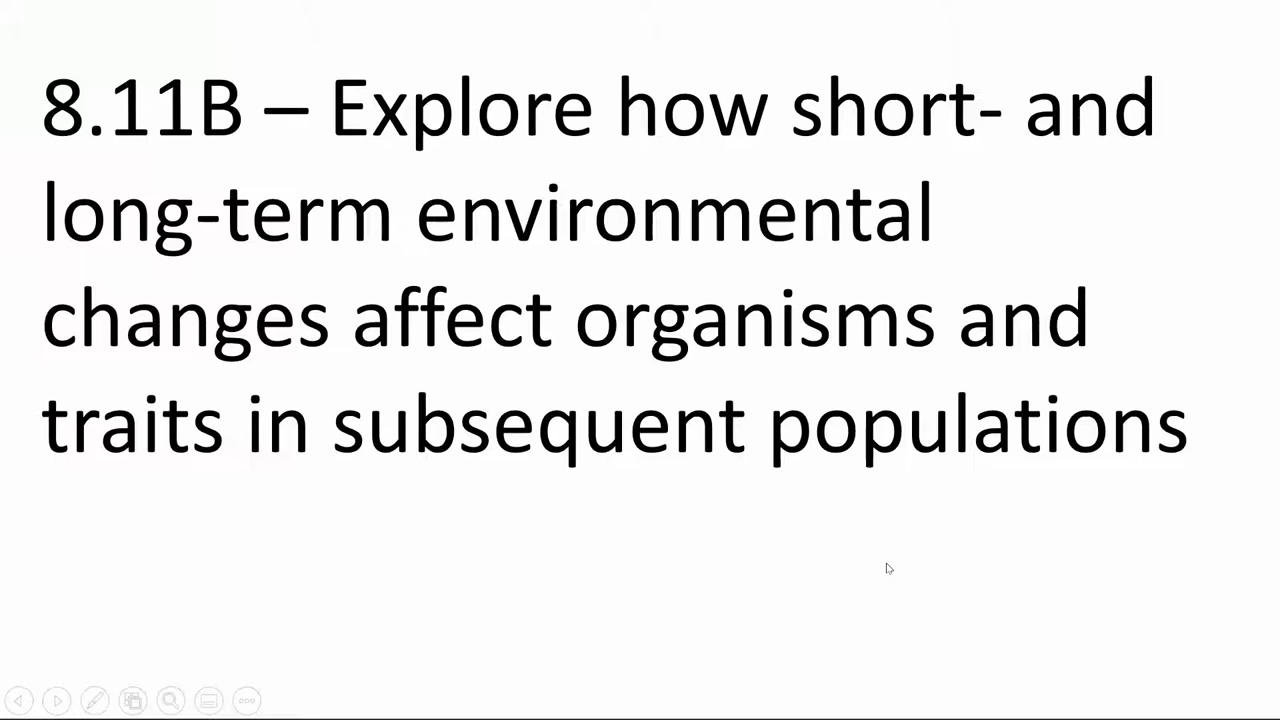 8.11B – Explore how short- and
long-term environmental
changes affect organisms and
traits in subsequent populations